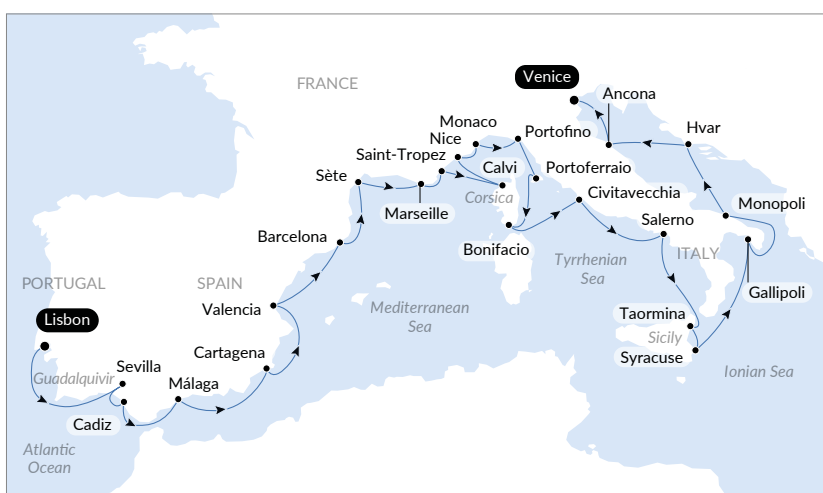 Venice
FRANCE
Ancona
Monaco
Portofino
Hvar
Nice
Saint-Tropez
Calvi
Portoferraio
Sète
Corsica
Civitavecchia
Marseille
Monopoli
Salerno
Barcelona
Bonifacio
ITALY
Tyrrhenian
Sea
PORTUGAL
SPAIN
Gallipoli
Valencia
Mediterranean
Sea
Lisbon
Taormina
Sicily
Cartagena
Syracuse
Sevilla
Guadalquivir
Málaga
Ionian Sea
Cadiz
Atlantic
Ocean